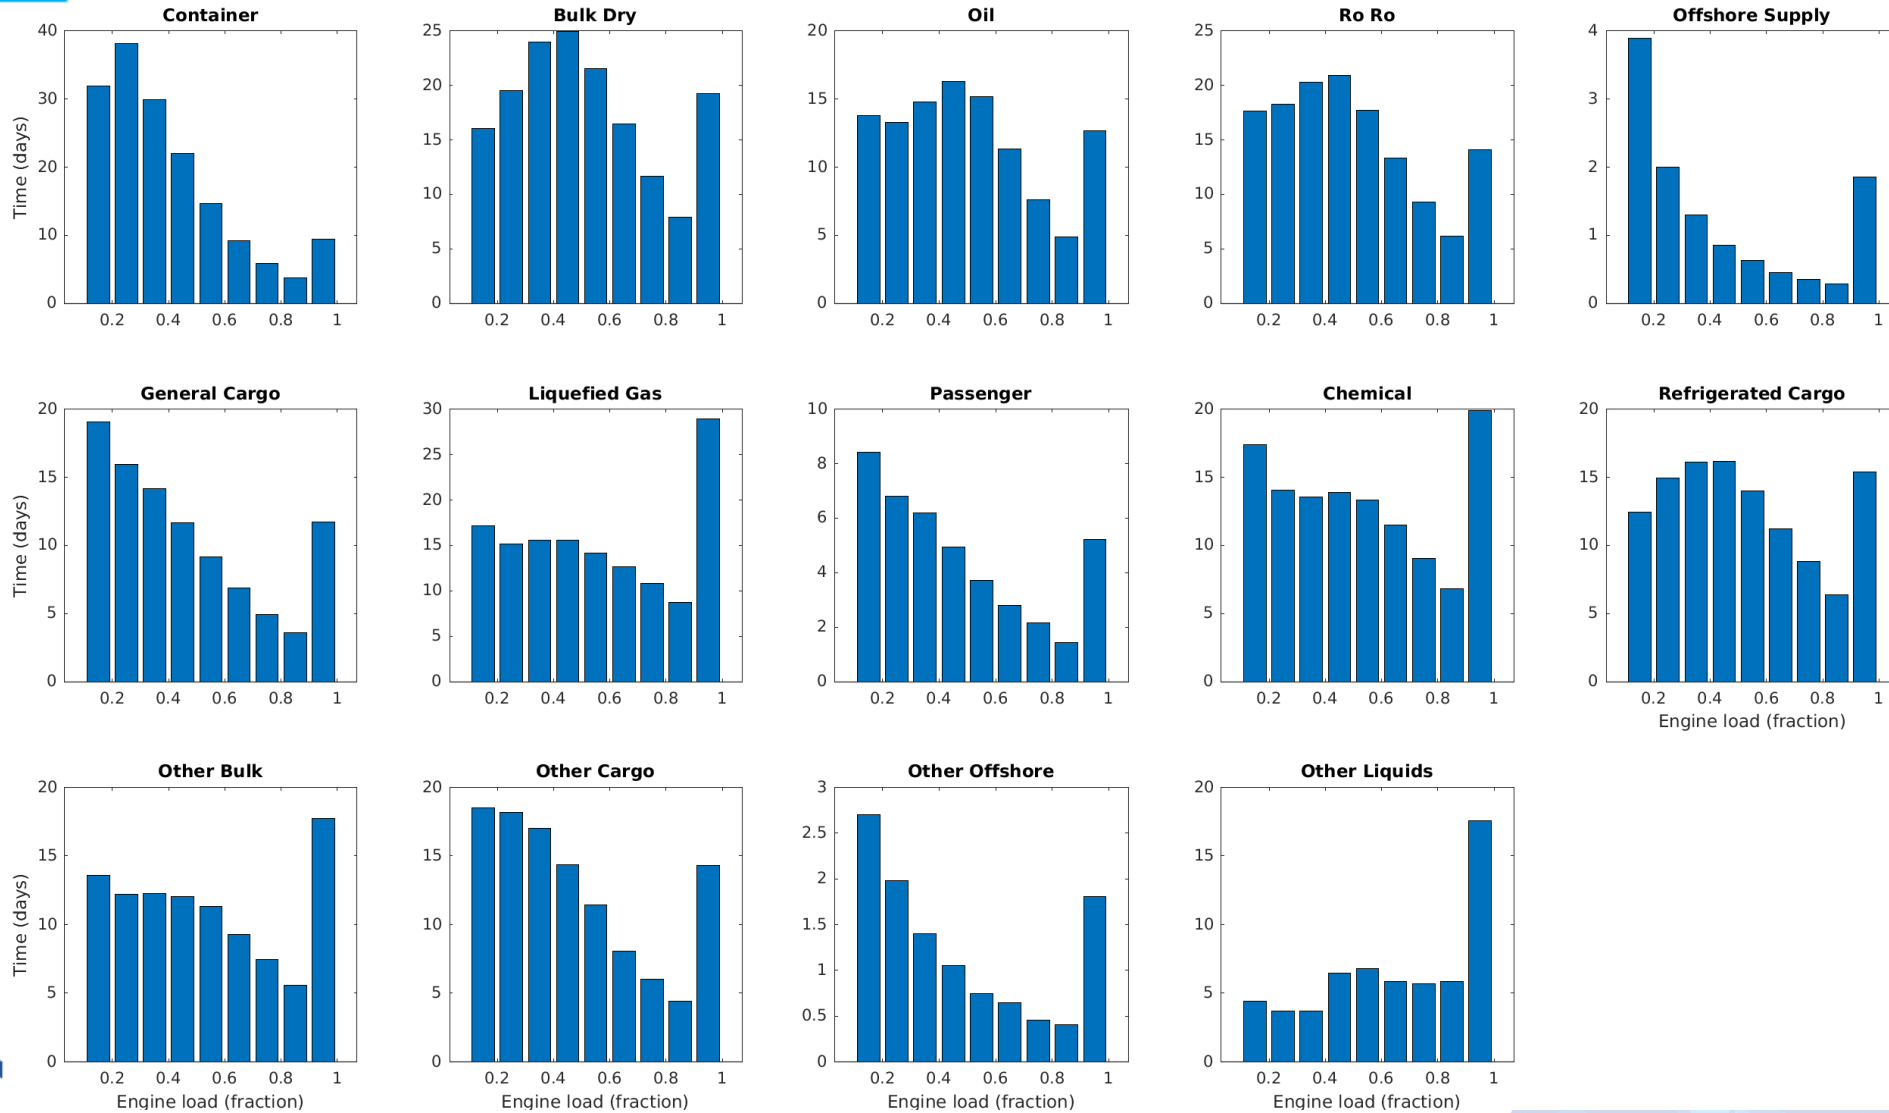 Container
Bulk Dry
Oil
Ro Ro
Offshore Supply
40
30
20
10
0
Time (days)
0.2 0.4 0.6 0.8 1
25
20
15
10
5
0
0.2 0.4 0.6 0.8 1
20
15
10
5
0
0.2 0.4 0.6 0.8 1
25
20
15
10
5
0
0.2 0.4 0.6 0.8 1
4
3
2
1
0
0.2 0.4 0.6 0.8 1
General Cargo
Liquefied Gas
Passenger
Chemical
Refrigerated Cargo
20
15
10
5
0
Time (days)
0.2 0.4 0.6 0.8 1
30
25
20
15
10
5
0
0.2 0.4 0.6 0.8 1
10
8
6
4
2
0
0.2 0.4 0.6 0.8 1
20
15
10
5
0
0.2 0.4 0.6 0.8 1
20
15
10
5
0
0.2 0.4 0.6 0.8 1
Engine load (fraction)
Other Bulk
Other Cargo
Other Offshore
Other Liquids
20
15
10
5
0
Time (days)
0.2 0.4 0.6 0.8 1
Engine load (fraction)
20
15
10
5
0
0.2 0.4 0.6 0.8 1
Engine load (fraction)
3
2.5
2
1.5
1
0.5
0
0.2 0.4 0.6 0.8 1
Engine load (fraction)
20
15
10
5
0
0.2 0.4 0.6 0.8 1
Engine load (fraction)